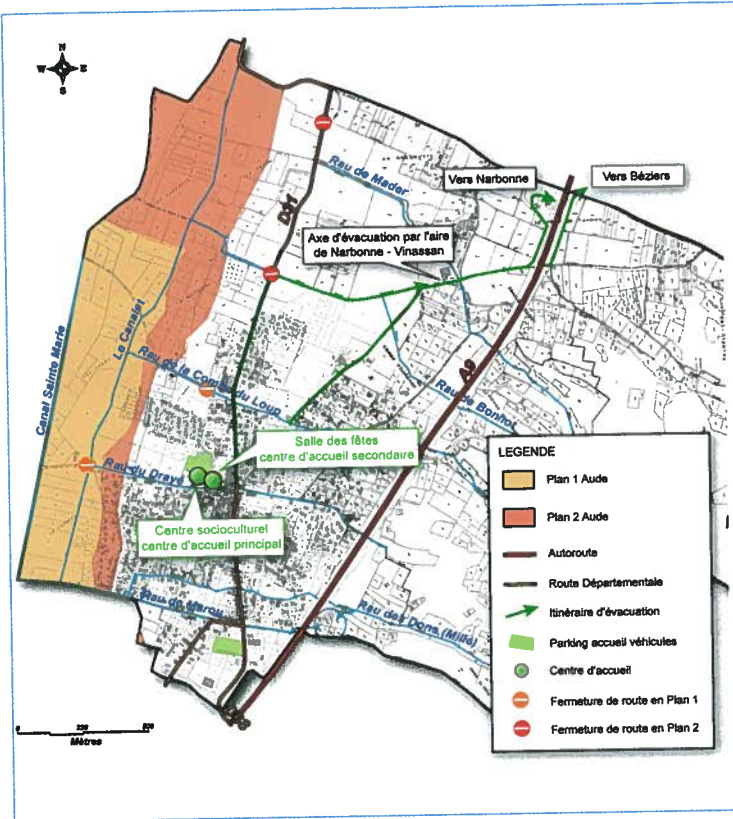 N
W E
S
Rau de Mader
Vers Narbonne
Vers Béziers
D31
Axe d'évacuation par l'aire
de Narbonne - Vinassan
Canal Sainte Marie
Le Canalet
Rau de la Combe du Loup
A9
Rau de Bonhot
Salle des fêtes
centre d'accueil secondaire
Rau du Draye
Centre socioculturel
centre d'accueil principal
Rau de Marou
Rau des Dons (Mille)
0
Mètres
LEGENDE
Plan 1 Aude
Plan 2 Aude
Autoroute
Route Départementale
Itinéraire d'évacuation
Parking accueil véhicules
Centre d'accueil
Fermeture de route en Plan 1
Fermeture de route en Plan 2